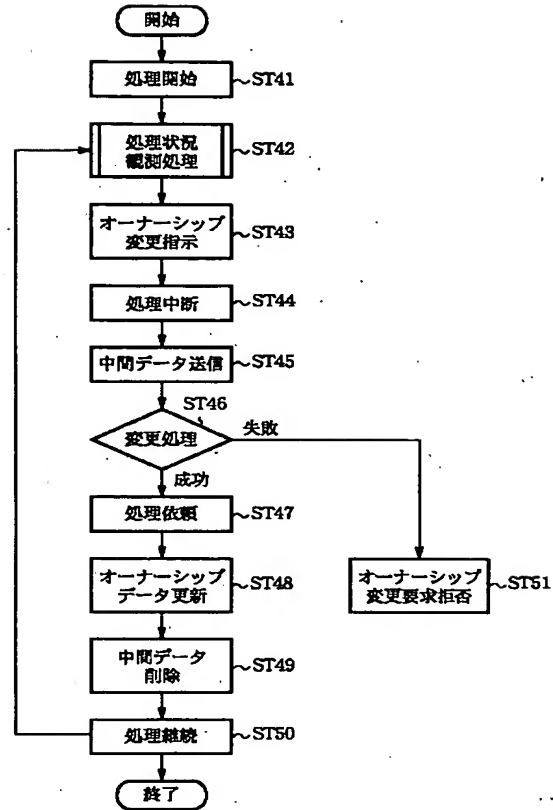 開始
処理開始
ST41
処理状況
観測処理
ST42
オーナーシップ
変更指示
ST43
処理中断
ST44
中間データ送信
ST45
ST46
変更処理
失敗
成功
処理依頼
ST47
オーナーシップ
データ更新
ST48
オーナーシップ
変更要求拒否
ST51
中間データ
削除
ST49
処理継続
ST50
終了